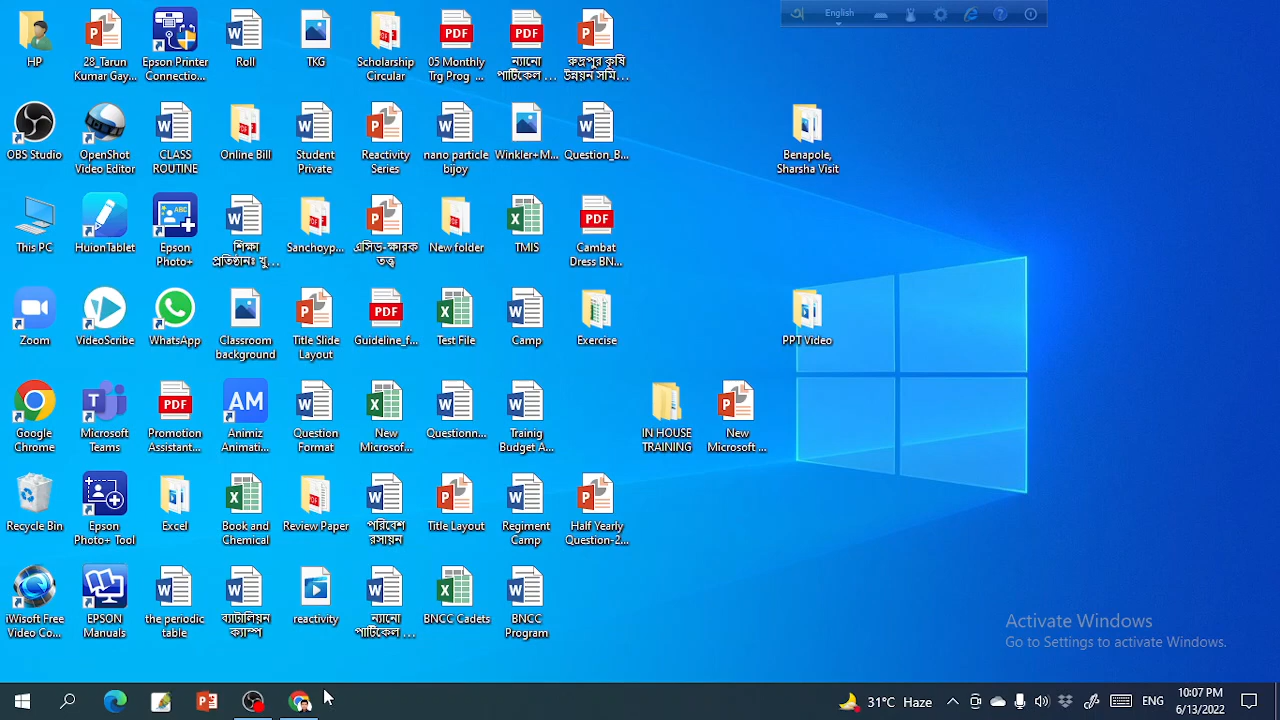 English
HP
28_Tarun
Kumar Gay...
Epson Printer
Connectio...
Roll
TKG
Scholarship
Circular
05 Monthly
Trg Prog ...
ন্যানো
পার্টিকেল ...
রুদ্রপুর কৃষি
উন্নয়ন সমি...
OBS Studio
OpenShot
Video Editor
CLASS
ROUTINE
Online Bill
Student
Private
Reactivity
Series
nano particle
bijoy
Winkler+M...
Question_B...
Benapole,
Sharsha Visit
This PC
HuionTablet
Epson
Photo+
শিক্ষা
প্রতিষ্ঠানঃ যু...
Sanchoyp...
এসিড-ক্ষারক
তত্ত্ব
New folder
TMIS
Cambat
Dress BN...
Zoom
VideoScribe
WhatsApp
Classroom
background
Title Slide
Layout
Guideline_f...
Test File
Camp
Exercise
PPT Video
Google
Chrome
Microsoft
Teams
Promotion
Assistant...
Animiz
Animati...
Question
Format
New
Microsof...
Questionn...
Trainig
Budget A...
IN HOUSE
TRAINING
New
Microsoft ...
Recycle Bin
Epson
Photo+ Tool
Excel
Book and
Chemical
Review Paper
পরিবেশ
রসায়ন
Title Layout
Regiment
Camp
Half Yearly
Question-2...
iWisoft Free
Video Co...
EPSON
Manuals
the periodic
table
ব্যাটালিয়ন
ক্যাম্প
reactivity
ন্যানো
পার্টিকেল ...
BNCC Cadets
BNCC
Program
Activate Windows
Go to Settings to activate Windows.
31°C Haze
ENG
10:07 PM
6/13/2022